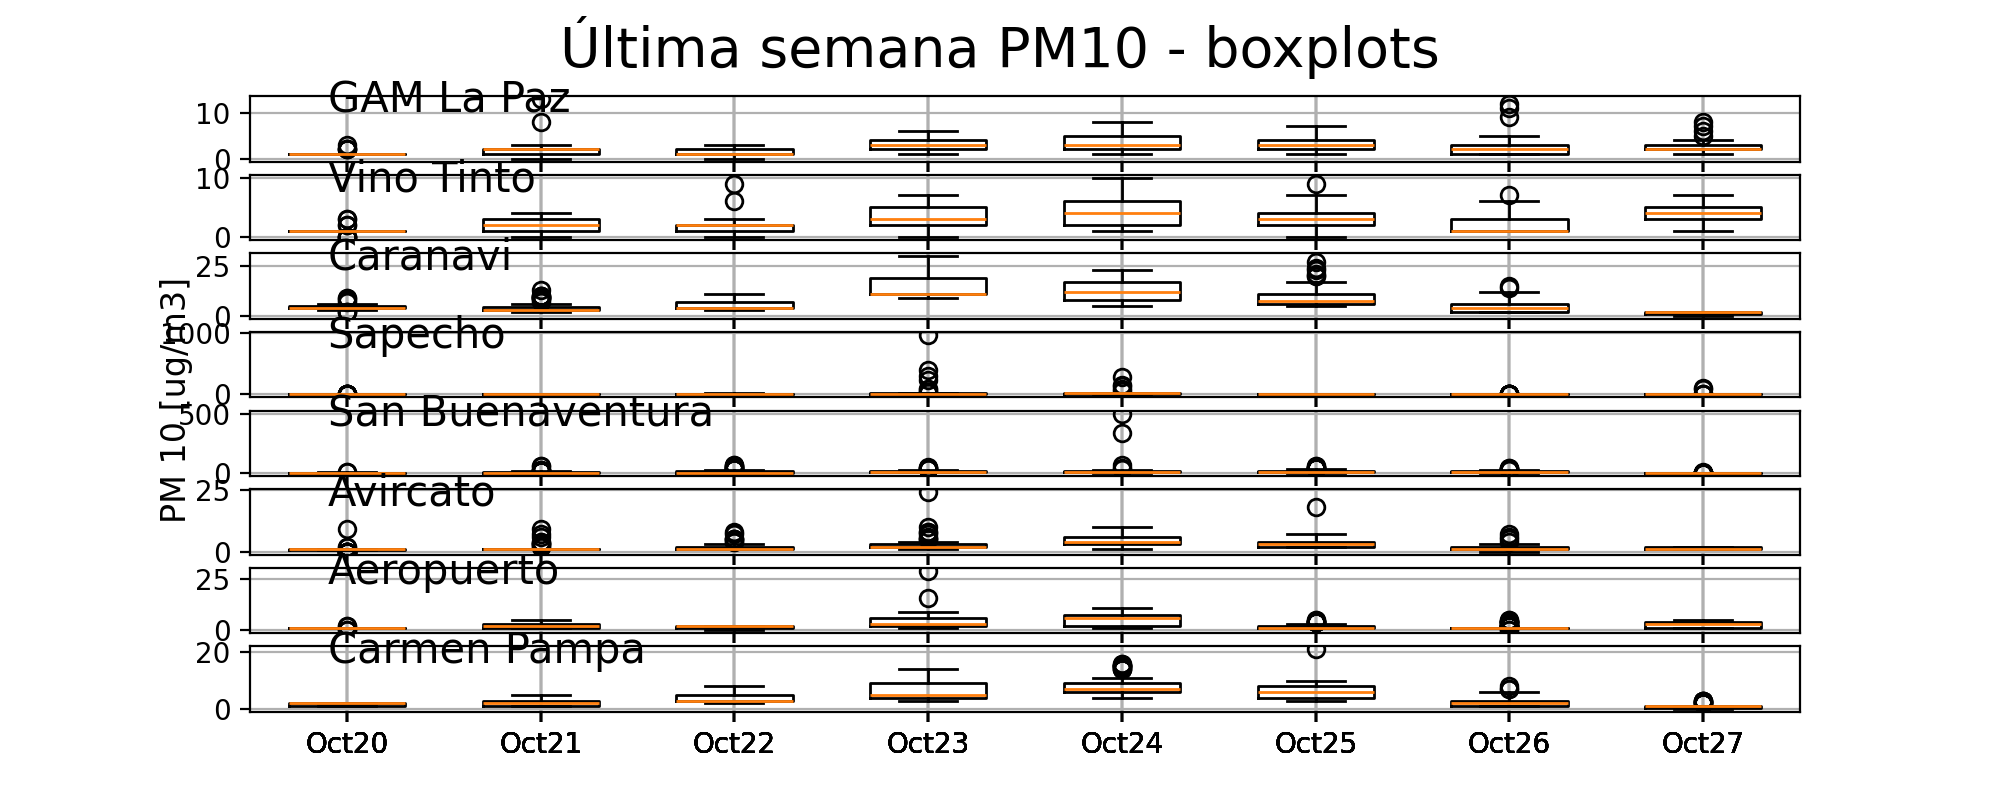 Última semana PM10 - boxplots
GAM La Paz
10
0
Vino Tinto
10
0
Caranavi
25
0
Sapecho
1000
0
San Buenaventura
500
0
Avircato
25
0
Aeropuerto
25
0
Carmen Pampa
20
0
PM 10 [ug/m3]
Oct20 Oct21 Oct22 Oct23 Oct24 Oct25 Oct26 Oct27